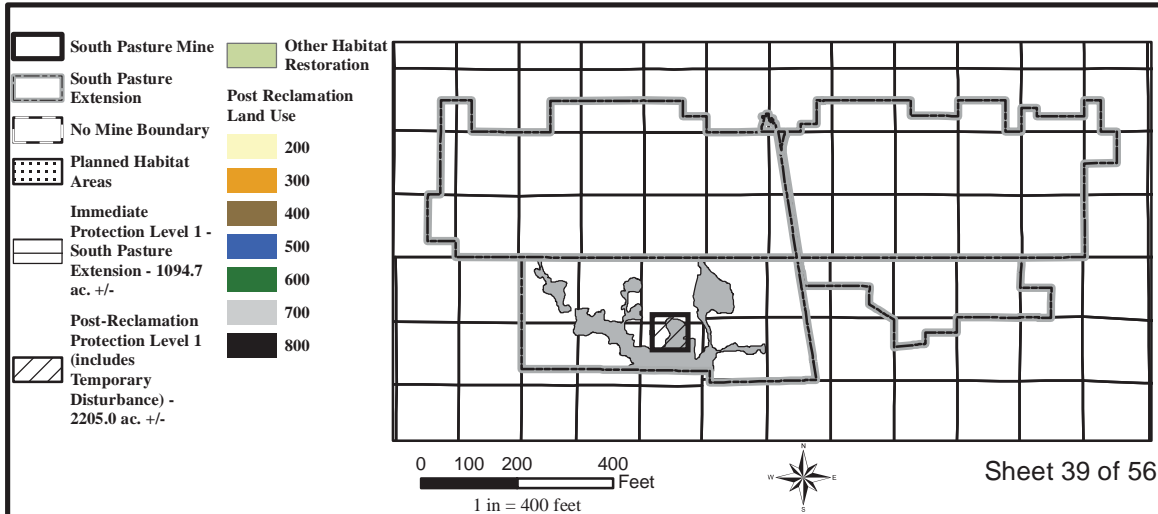 South Pasture Mine
South Pasture
Extension
No Mine Boundary
Planned Habitat
Areas
Immediate
Protection Level 1 -
South Pasture
Extension - 1094.7
ac. +/-
Post-Reclamation
Protection Level 1
(includes
Temporary
Disturbance) -
2205.0 ac. +/-
Other Habitat
Restoration
Post Reclamation
Land Use
200
300
400
500
600
700
800
0 100 200 400
Feet
1 in = 400 feet
N
W E
S
Sheet 39 of 56